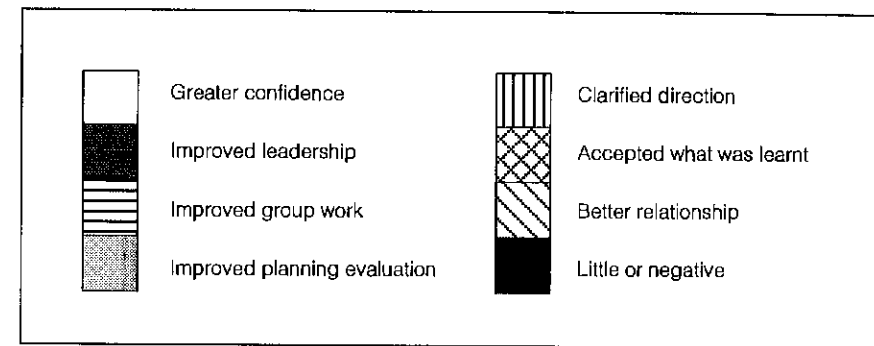 Greater confidence
Improved leadership
Improved group work
Improved planning evaluation
Clarified direction
Accepted what was learnt
Better relationship
Little or negative